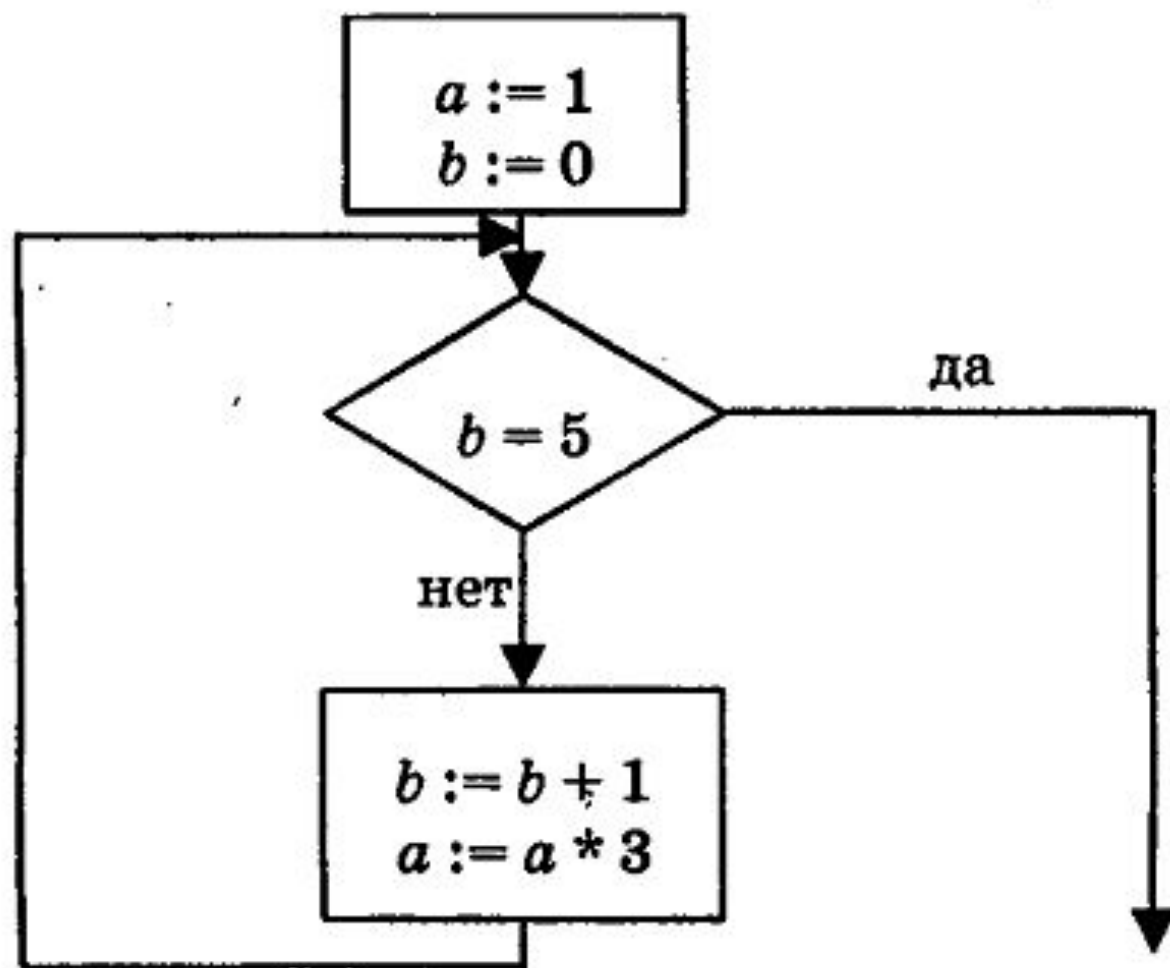 a := 1
b := 0
b = 5
да
нет
b := b + 1
a := a * 3